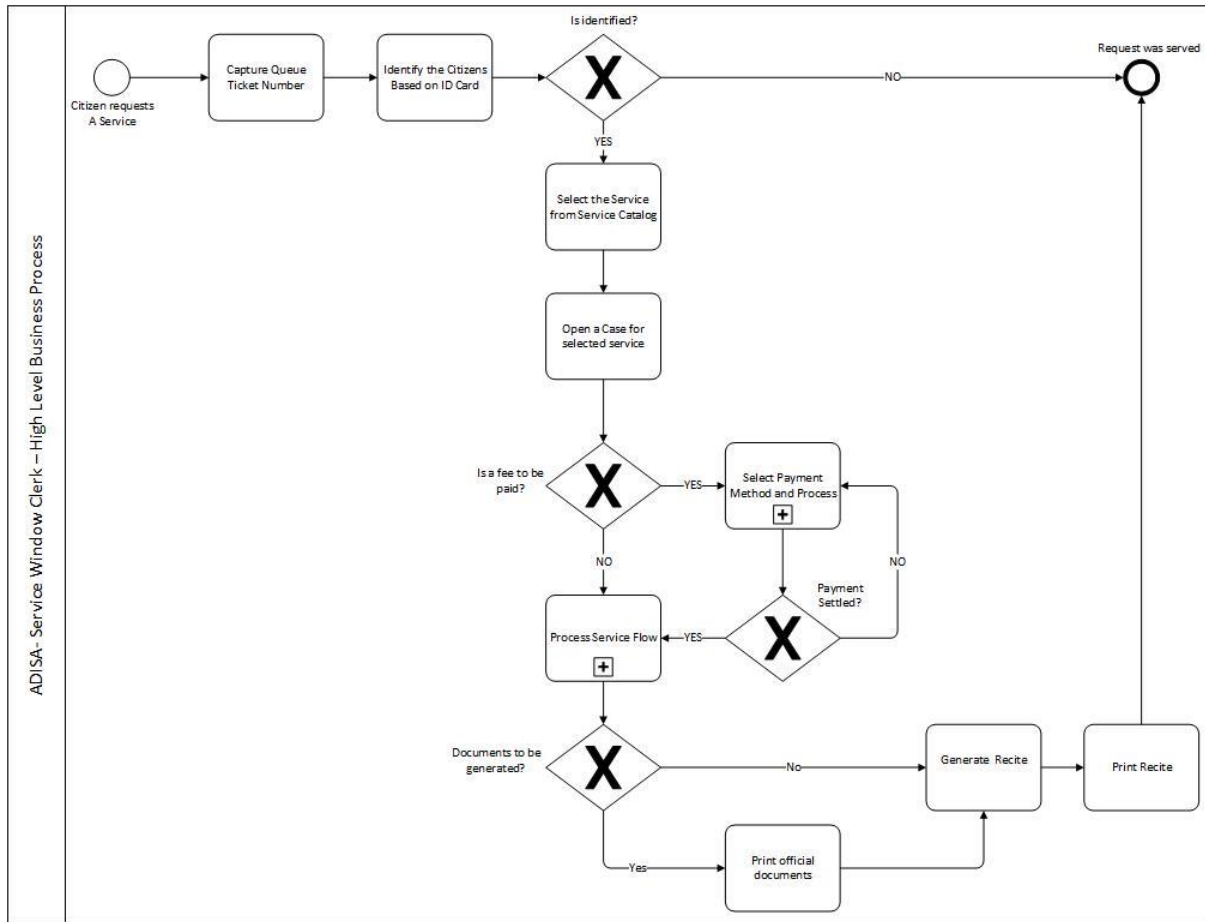 ADISA- Service Window Clerk – High Level Business Process
Is identified?
Request was served
Citizen requests
A Service
Capture Queue
Ticket Number
Identify the Citizens
Based on ID Card
X
NO
YES
Select the Service
from Service Catalog
Open a Case for
selected service
Is a fee to be
paid?
X
YES
Select Payment
Method and Process
NO
NO
Payment
Settled?
Process Service Flow
YES
X
Documents to be
generated?
X
No
Generate Recite
Print Recite
Yes
Print official
documents